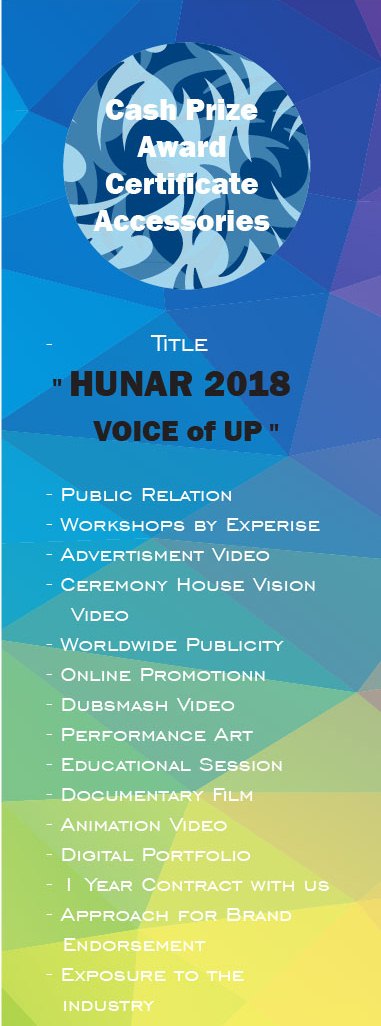 Cash Prize
Award
Certificate
Accessories
- Title
" HUNAR 2018
VOICE of UP "
- Public Relation
- Workshops by Experise
- Advertisment Video
- Ceremony House Vision
Video
- Worldwide Publicity
- Online Promotionn
- Dubsmash Video
- Performance Art
- Educational Session
- Documentary Film
- Animation Video
- Digital Portfolio
- 1 Year Contract with us
- Approach for Brand
Endorsement
- Exposure to the
industry